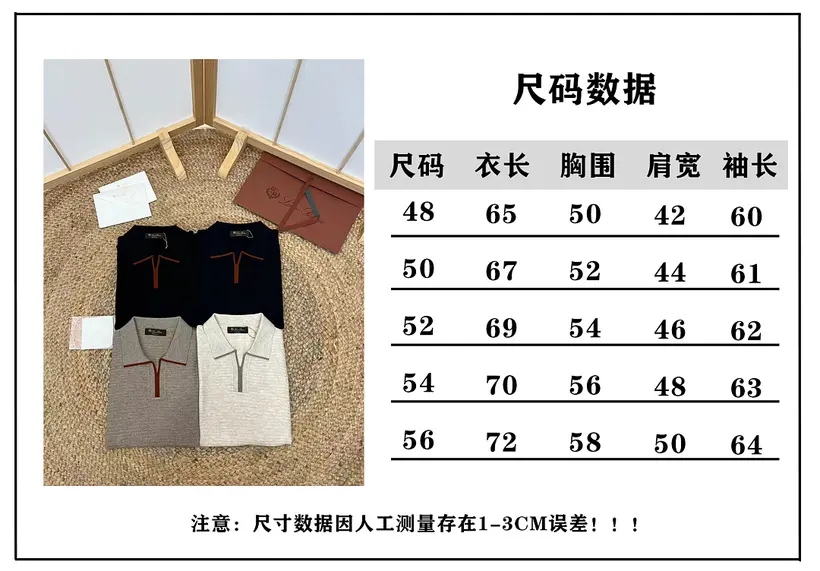 尺码数据
尺码 衣长 胸围 肩宽 袖长
48 65 50 42 60
50 67 52 44 61
52 69 54 46 62
54 70 56 48 63
56 72 58 50 64
注意：尺寸数据因人工测量存在1-3CM误差！！！